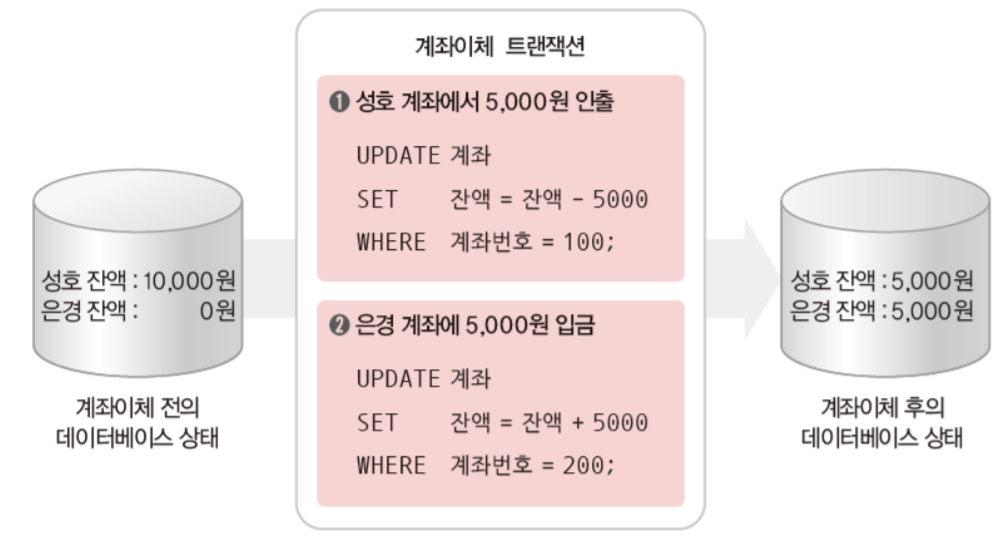 계좌이체 트랜잭션
❶ 성호 계좌에서 5,000원 인출
UPDATE 계좌
SET 잔액 = 잔액 - 5000
WHERE 계좌번호 = 100;
❷ 은경 계좌에 5,000원 입금
UPDATE 계좌
SET 잔액 = 잔액 + 5000
WHERE 계좌번호 = 200;
성호 잔액 : 10,000원
은경 잔액 : 0원
계좌이체 전의
데이터베이스 상태
성호 잔액 : 5,000원
은경 잔액 : 5,000원
계좌이체 후의
데이터베이스 상태